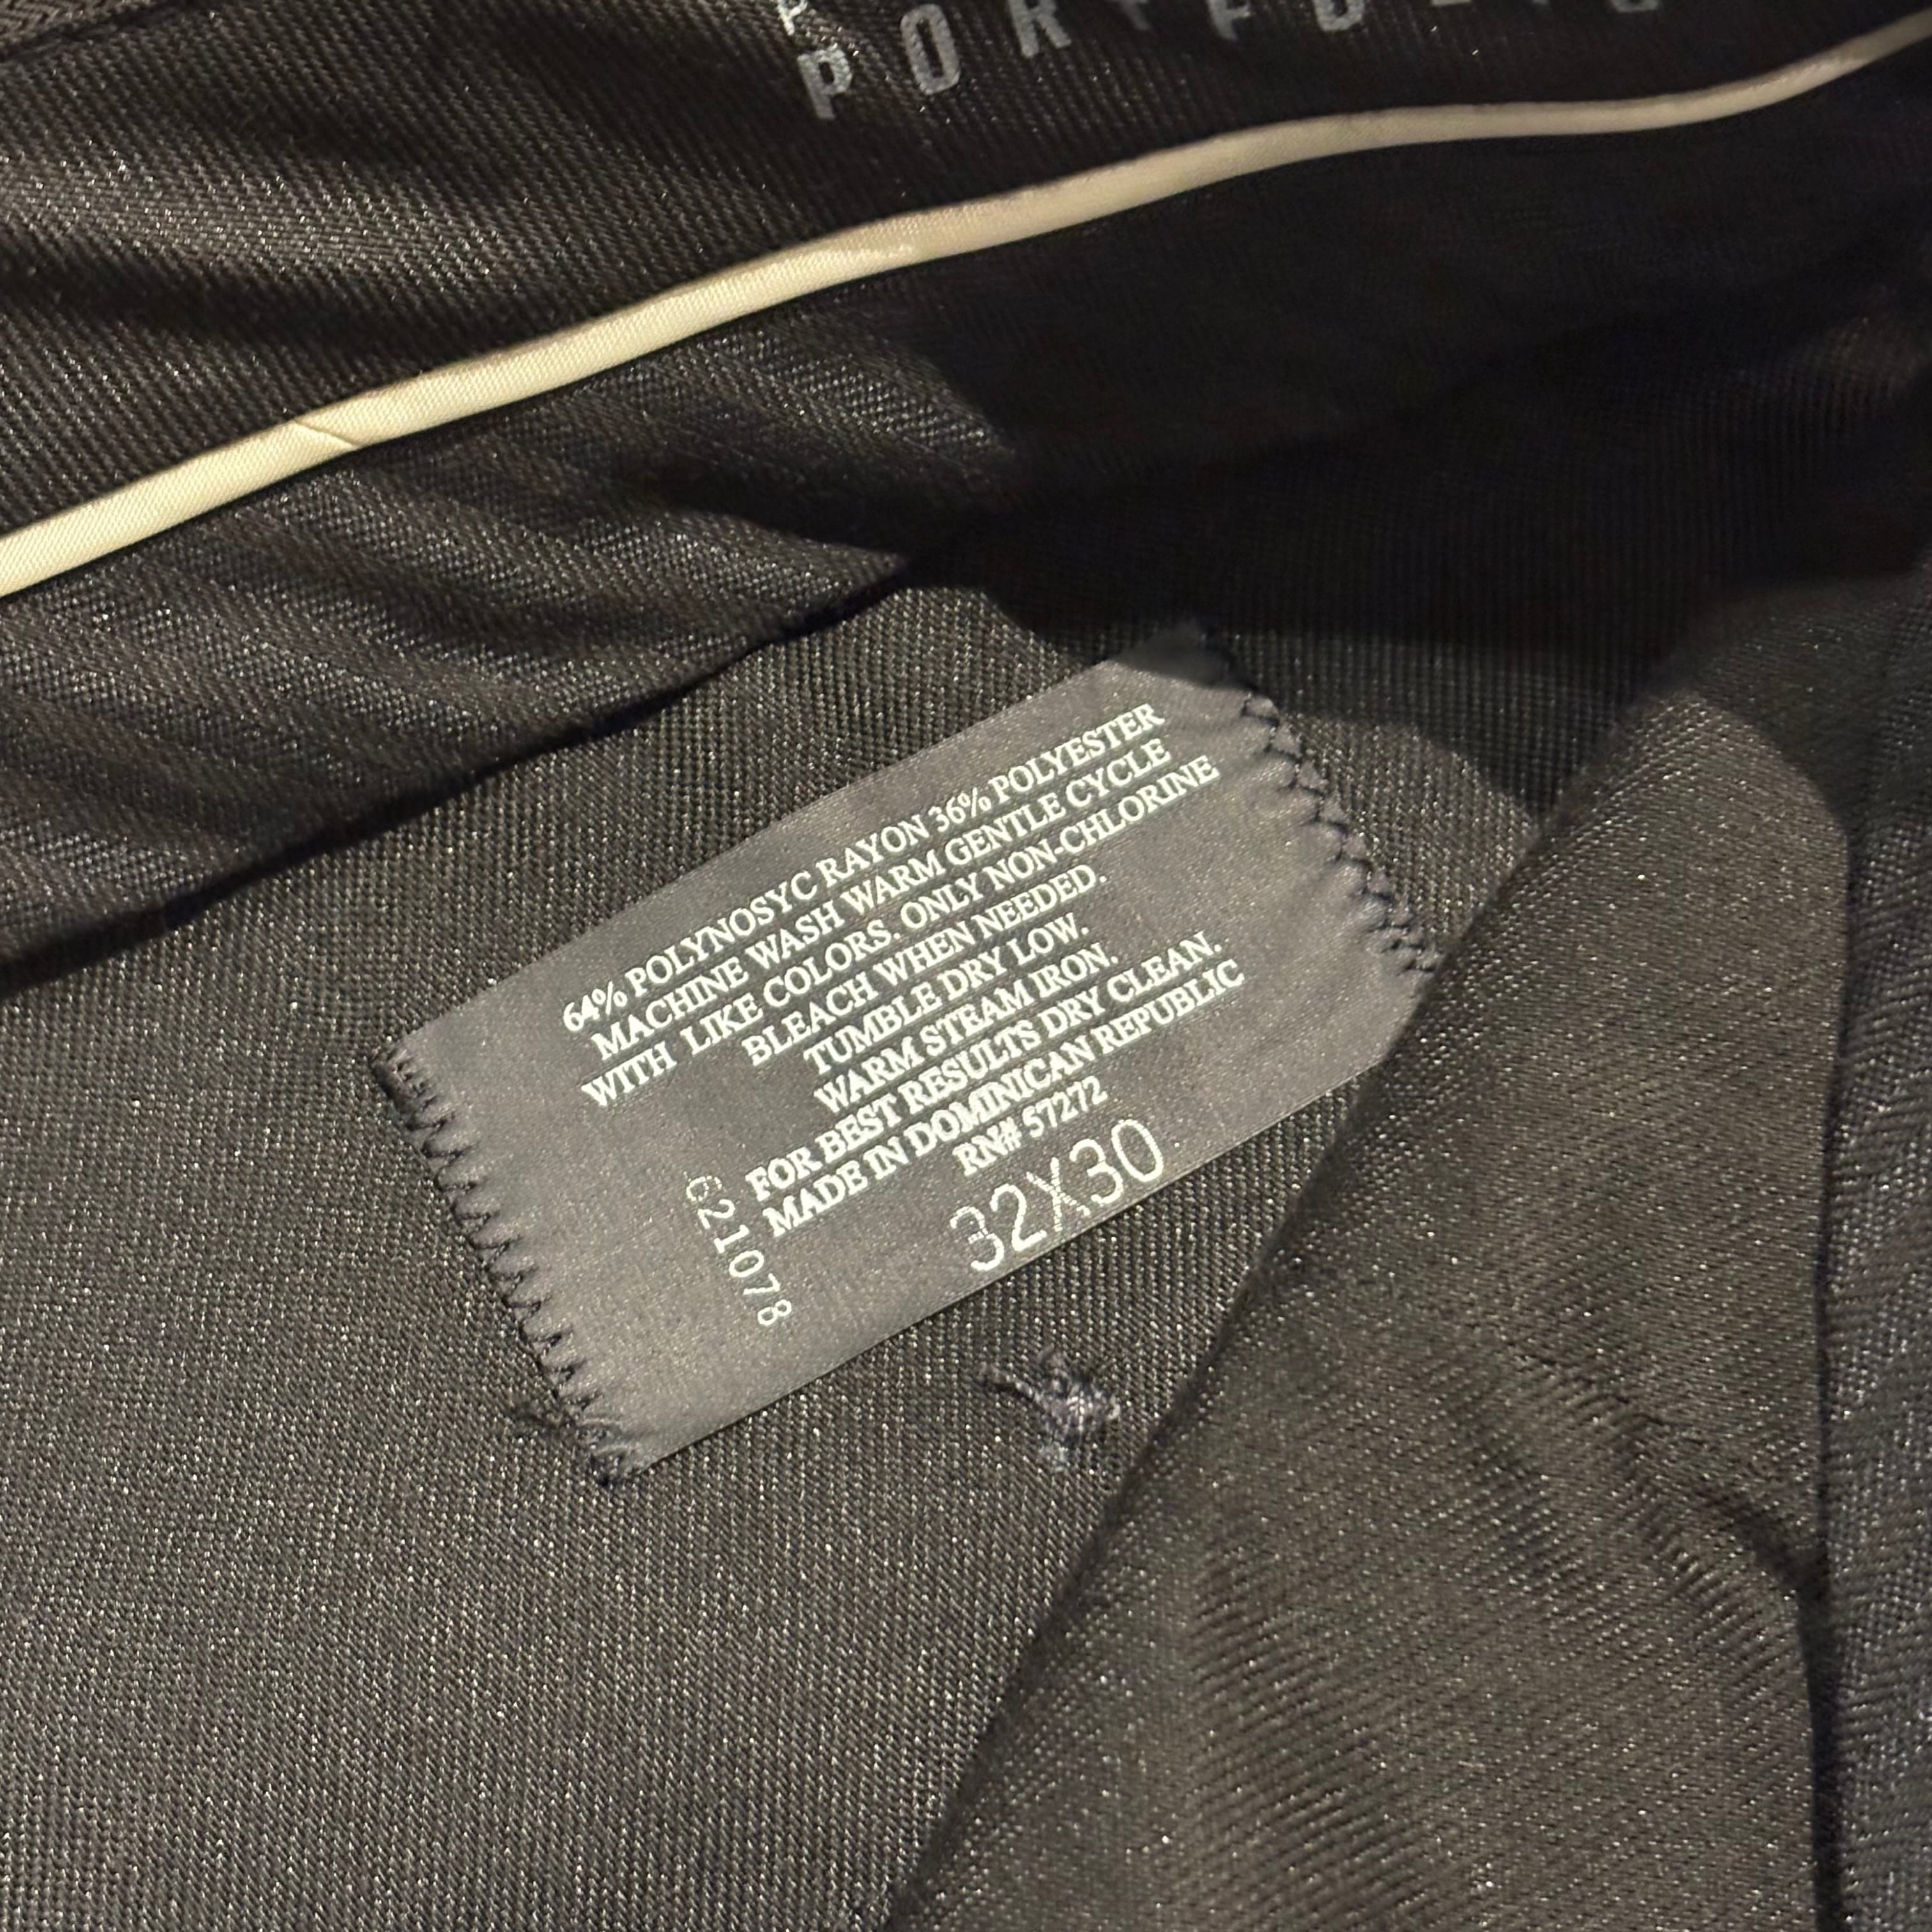 PORTFOLIO
64% POLYNOSYC RAYON 36% POLYESTER
MACHINE WASH WARM GENTLE CYCLE
WITH LIKE COLORS. ONLY NON-CHLORINE
BLEACH WHEN NEEDED.
TUMBLE DRY LOW.
WARM STEAM IRON.
FOR BEST RESULTS DRY CLEAN.
MADE IN DOMINICAN REPUBLIC
RN# 57272
32X30
621078